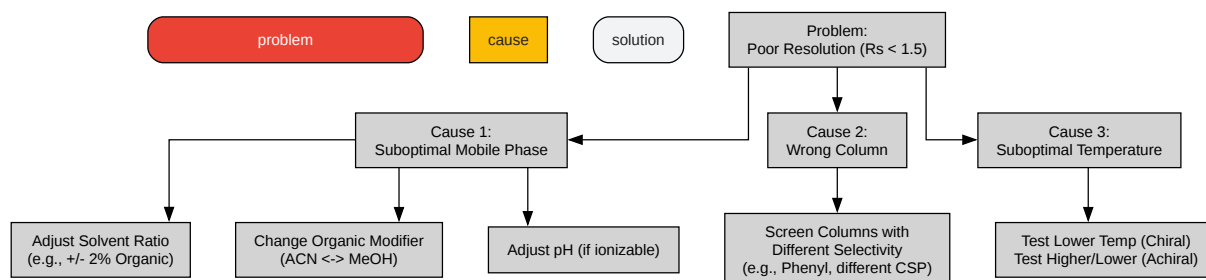 problem
cause
solution
Problem:
Poor Resolution (Rs < 1.5)
Cause 1:
Suboptimal Mobile Phase
Cause 2:
Wrong Column
Cause 3:
Suboptimal Temperature
Adjust Solvent Ratio
(e.g., +/- 2% Organic)
Change Organic Modifier
(ACN <-> MeOH)
Adjust pH (if ionizable)
Screen Columns with
Different Selectivity
(e.g., Phenyl, different CSP)
Test Lower Temp (Chiral)
Test Higher/Lower (Achiral)